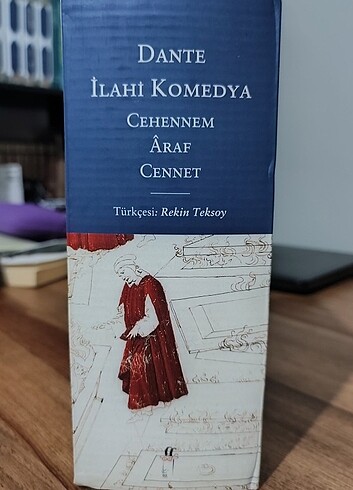 DANTE
İLAHİ KOMEDYA
CEHENNEM
ÂRAF
CENNET
Türkçesi: Rekin Teksoy